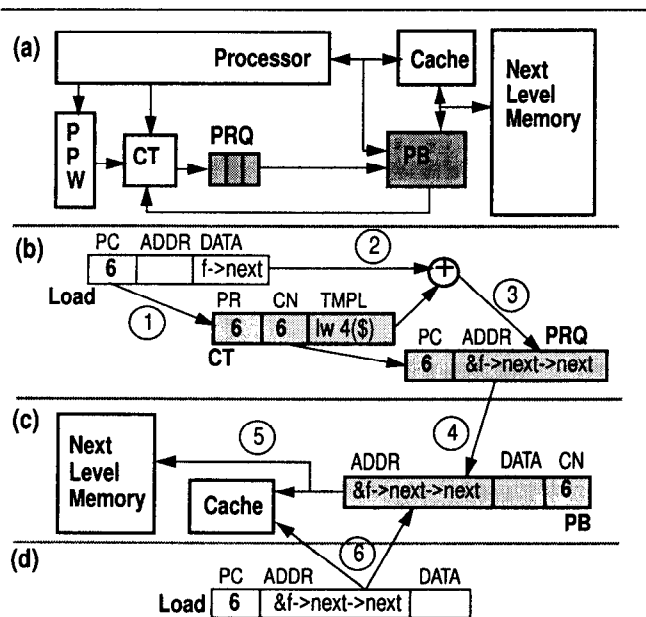 (a)
Processor
Cache
Next
Level
Memory
P
P
W
CT
PRQ
PB
(b)
PC ADDR DATA
6 f->next
Load
2
+
1
3
PR CN TMPL
6 6 lw 4($)
CT
PC ADDR PRQ
6 &f->next->next
(c)
4
5
Next
Level
Memory
Cache
ADDR DATA CN
&f->next->next 6
PB
6
(d)
PC ADDR DATA
Load 6 &f->next->next